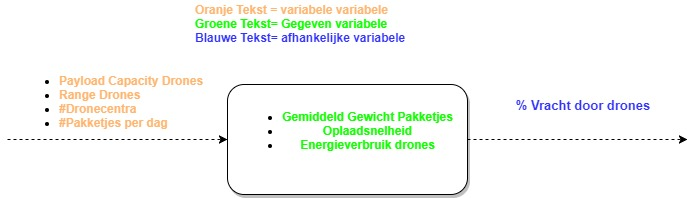 Oranje Tekst = variabele variabele
Groene Tekst= Gegeven variabele
Blauwe Tekst= afhankelijke variabele
Payload Capacity Drones
Range Drones
#Dronecentra
#Pakketjes per dag
Gemiddeld Gewicht Pakketjes
Oplaadsnelheid
Energieverbruik drones
% Vracht door drones